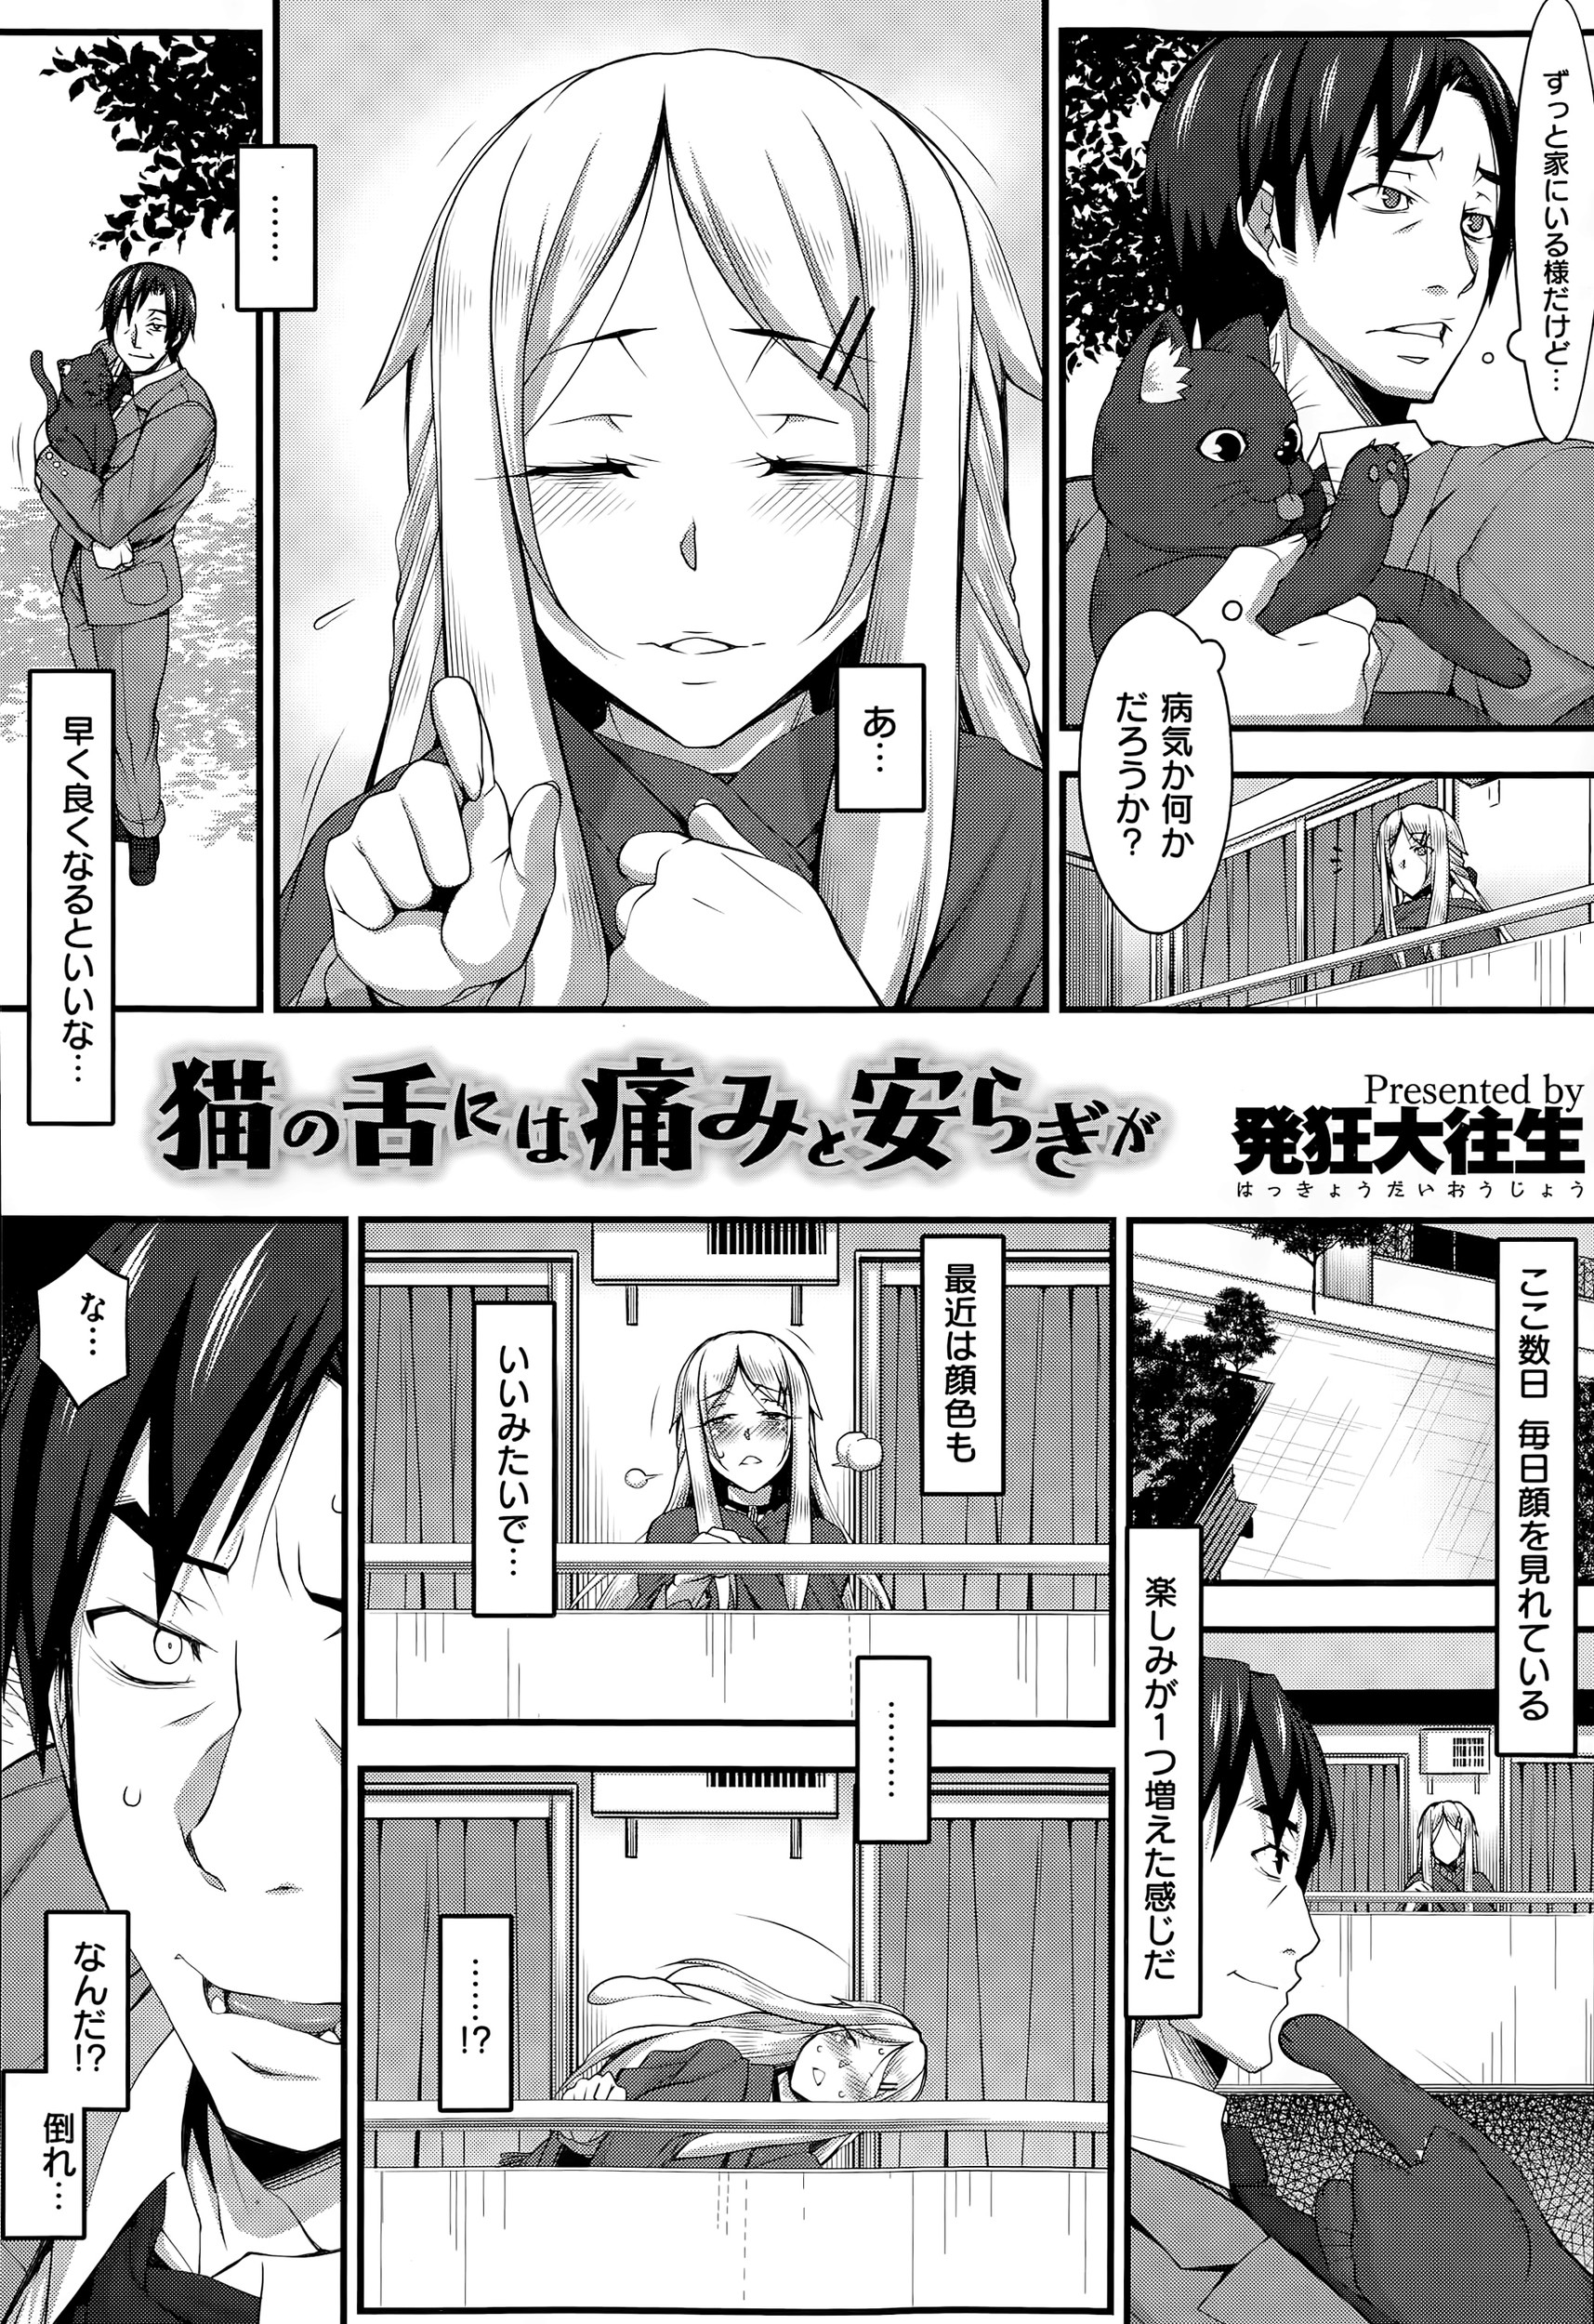 ずっと家にいる様だけど…
病気か何か
だろうか?
あ…
……
早く良くなるといいな…
猫の舌には痛みと安らぎが
Presented by
発狂大往生
はっきょうだいおうじょう
ここ数日 毎日顔を見れている
楽しみが1つ増えた感じだ
最近は顔色も
いいみたいで…
………
……!?
な…
なんだ!?
倒れ…